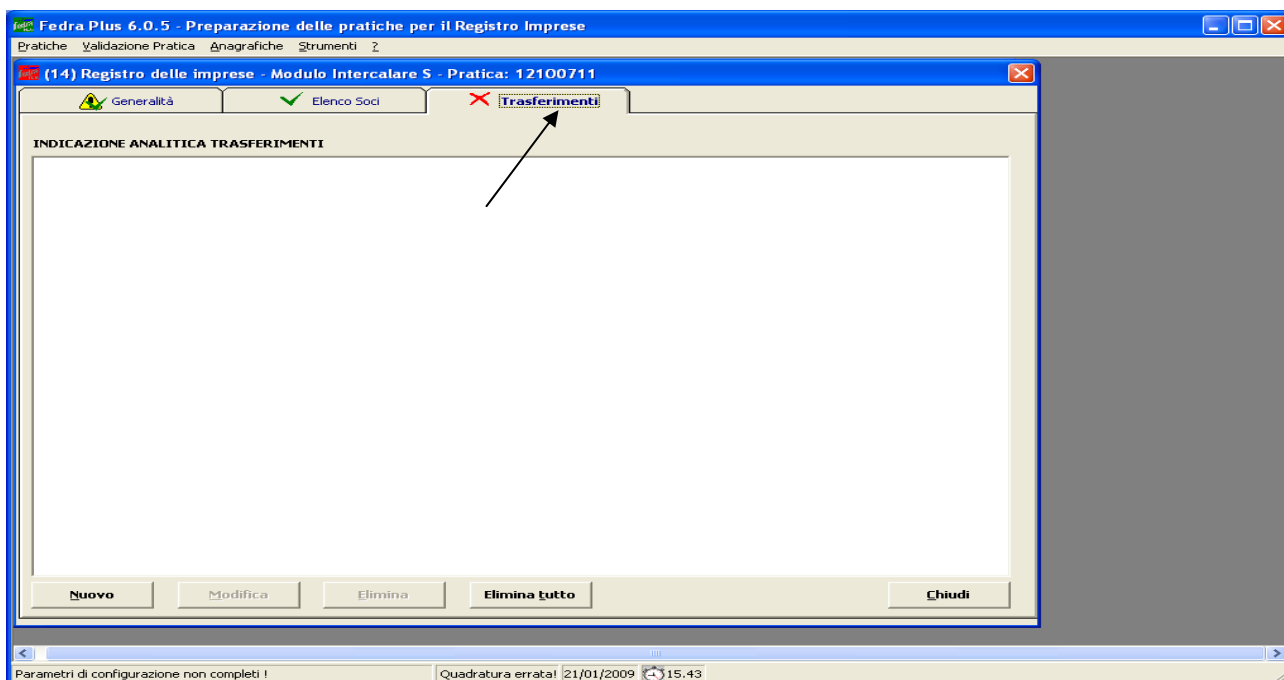 Fedra Plus 6.0.5 - Preparazione delle pratiche per il Registro Imprese
Pratiche Validazione Pratica Anagrafiche Strumenti ?
(14) Registro delle imprese - Modulo Intercalare S - Pratica: 121O0711
Generalità Elenco Soci Trasferimenti
INDICAZIONE ANALITICA TRASFERIMENTI
Nuovo Modifica Elimina Elimina tutto Chiudi
Parametri di configurazione non completi ! Quadratura errata! 21/01/2009 15.43